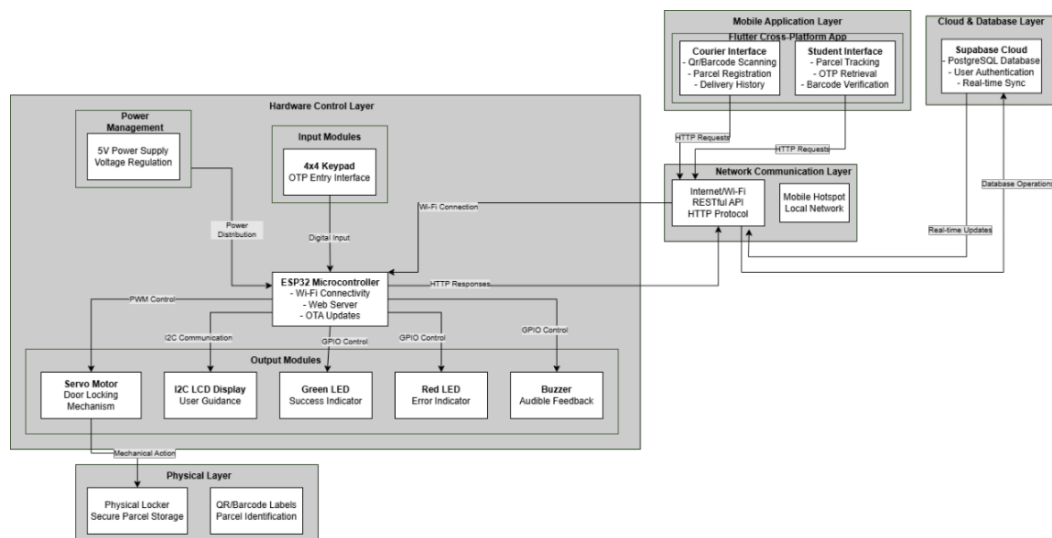 Mobile Application Layer
Flutter Cross-Platform App
Courier Interface
- Qr/Barcode Scanning
- Parcel Registration
- Delivery History
Student Interface
- Parcel Tracking
- OTP Retrieval
- Barcode Verification
Cloud & Database Layer
Supabase Cloud
- PostgreSQL Database
- User Authentication
- Real-time Sync
Hardware Control Layer
Power
Management
5V Power Supply
Voltage Regulation
Input Modules
4x4 Keypad
OTP Entry Interface
HTTP Requests
HTTP Requests
Network Communication Layer
Internet/Wi-Fi
RESTful API
HTTP Protocol
Mobile Hotspot
Local Network
Database Operations
Wi-Fi Connection
Real-time Updates
Power
Distribution
Digital Input
ESP32 Microcontroller
- Wi-Fi Connectivity
- Web Server
- OTA Updates
HTTP Responses
PWM Control
I2C Communication
GPIO Control
GPIO Control
GPIO Control
Output Modules
Servo Motor
Door Locking
Mechanism
I2C LCD Display
User Guidance
Green LED
Success Indicator
Red LED
Error Indicator
Buzzer
Audible Feedback
Mechanical Action
Physical Layer
Physical Locker
Secure Parcel Storage
QR/Barcode Labels
Parcel Identification